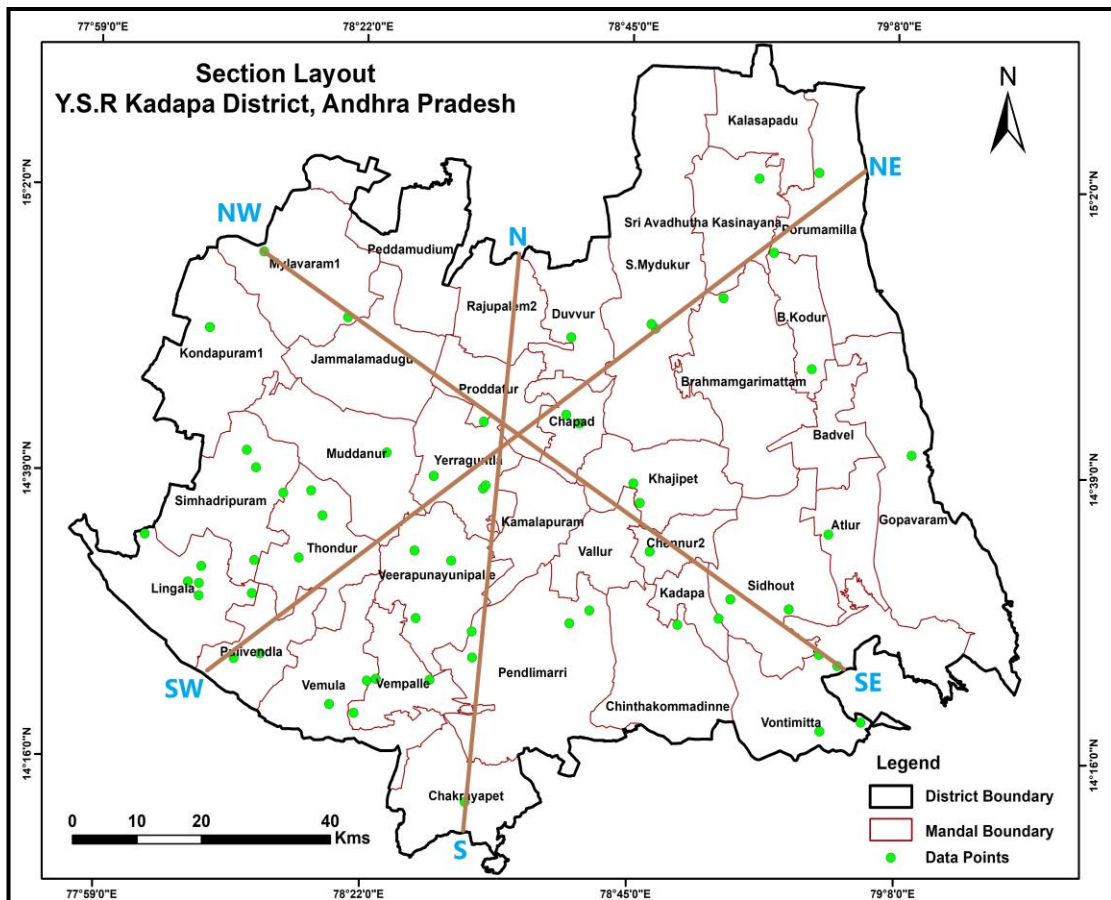 77°59'0"E
78°22'0"E
78°45'0"E
79°8'0"E
Section Layout
Y.S.R Kadapa District, Andhra Pradesh
N
Kalasapadu
NE
15°2'0"N
15°2'0"N
NW
Sri Avadhutha Kasinayana
Porumamilla
N
Peddamudium
Mylavaram1
S.Mydukur
Rajupalem2
Duvvur
B.Kodur
Kondapuram1
Jammalamadugu
Proddatur
Brahmamgarimattam
Chapad
Badvel
Muddanur
Yerraguntla
14°39'0"N
14°39'0"N
Khajipet
Simhadripuram
Kamalapuram
Atlur
Gopavaram
Thondur
Vallur
Chennur2
Veerapunayunipalle
Lingala
Kadapa
Sidhout
Pulivendla
SW
Pendlimarri
SE
Vemula
Vempalle
Chinthakommadinne
Vontimitta
14°16'0"N
14°16'0"N
Legend
Chakrayapet
District Boundary
0 10 20 40
Kms
Mandal Boundary
S
Data Points
77°59'0"E
78°22'0"E
78°45'0"E
79°8'0"E